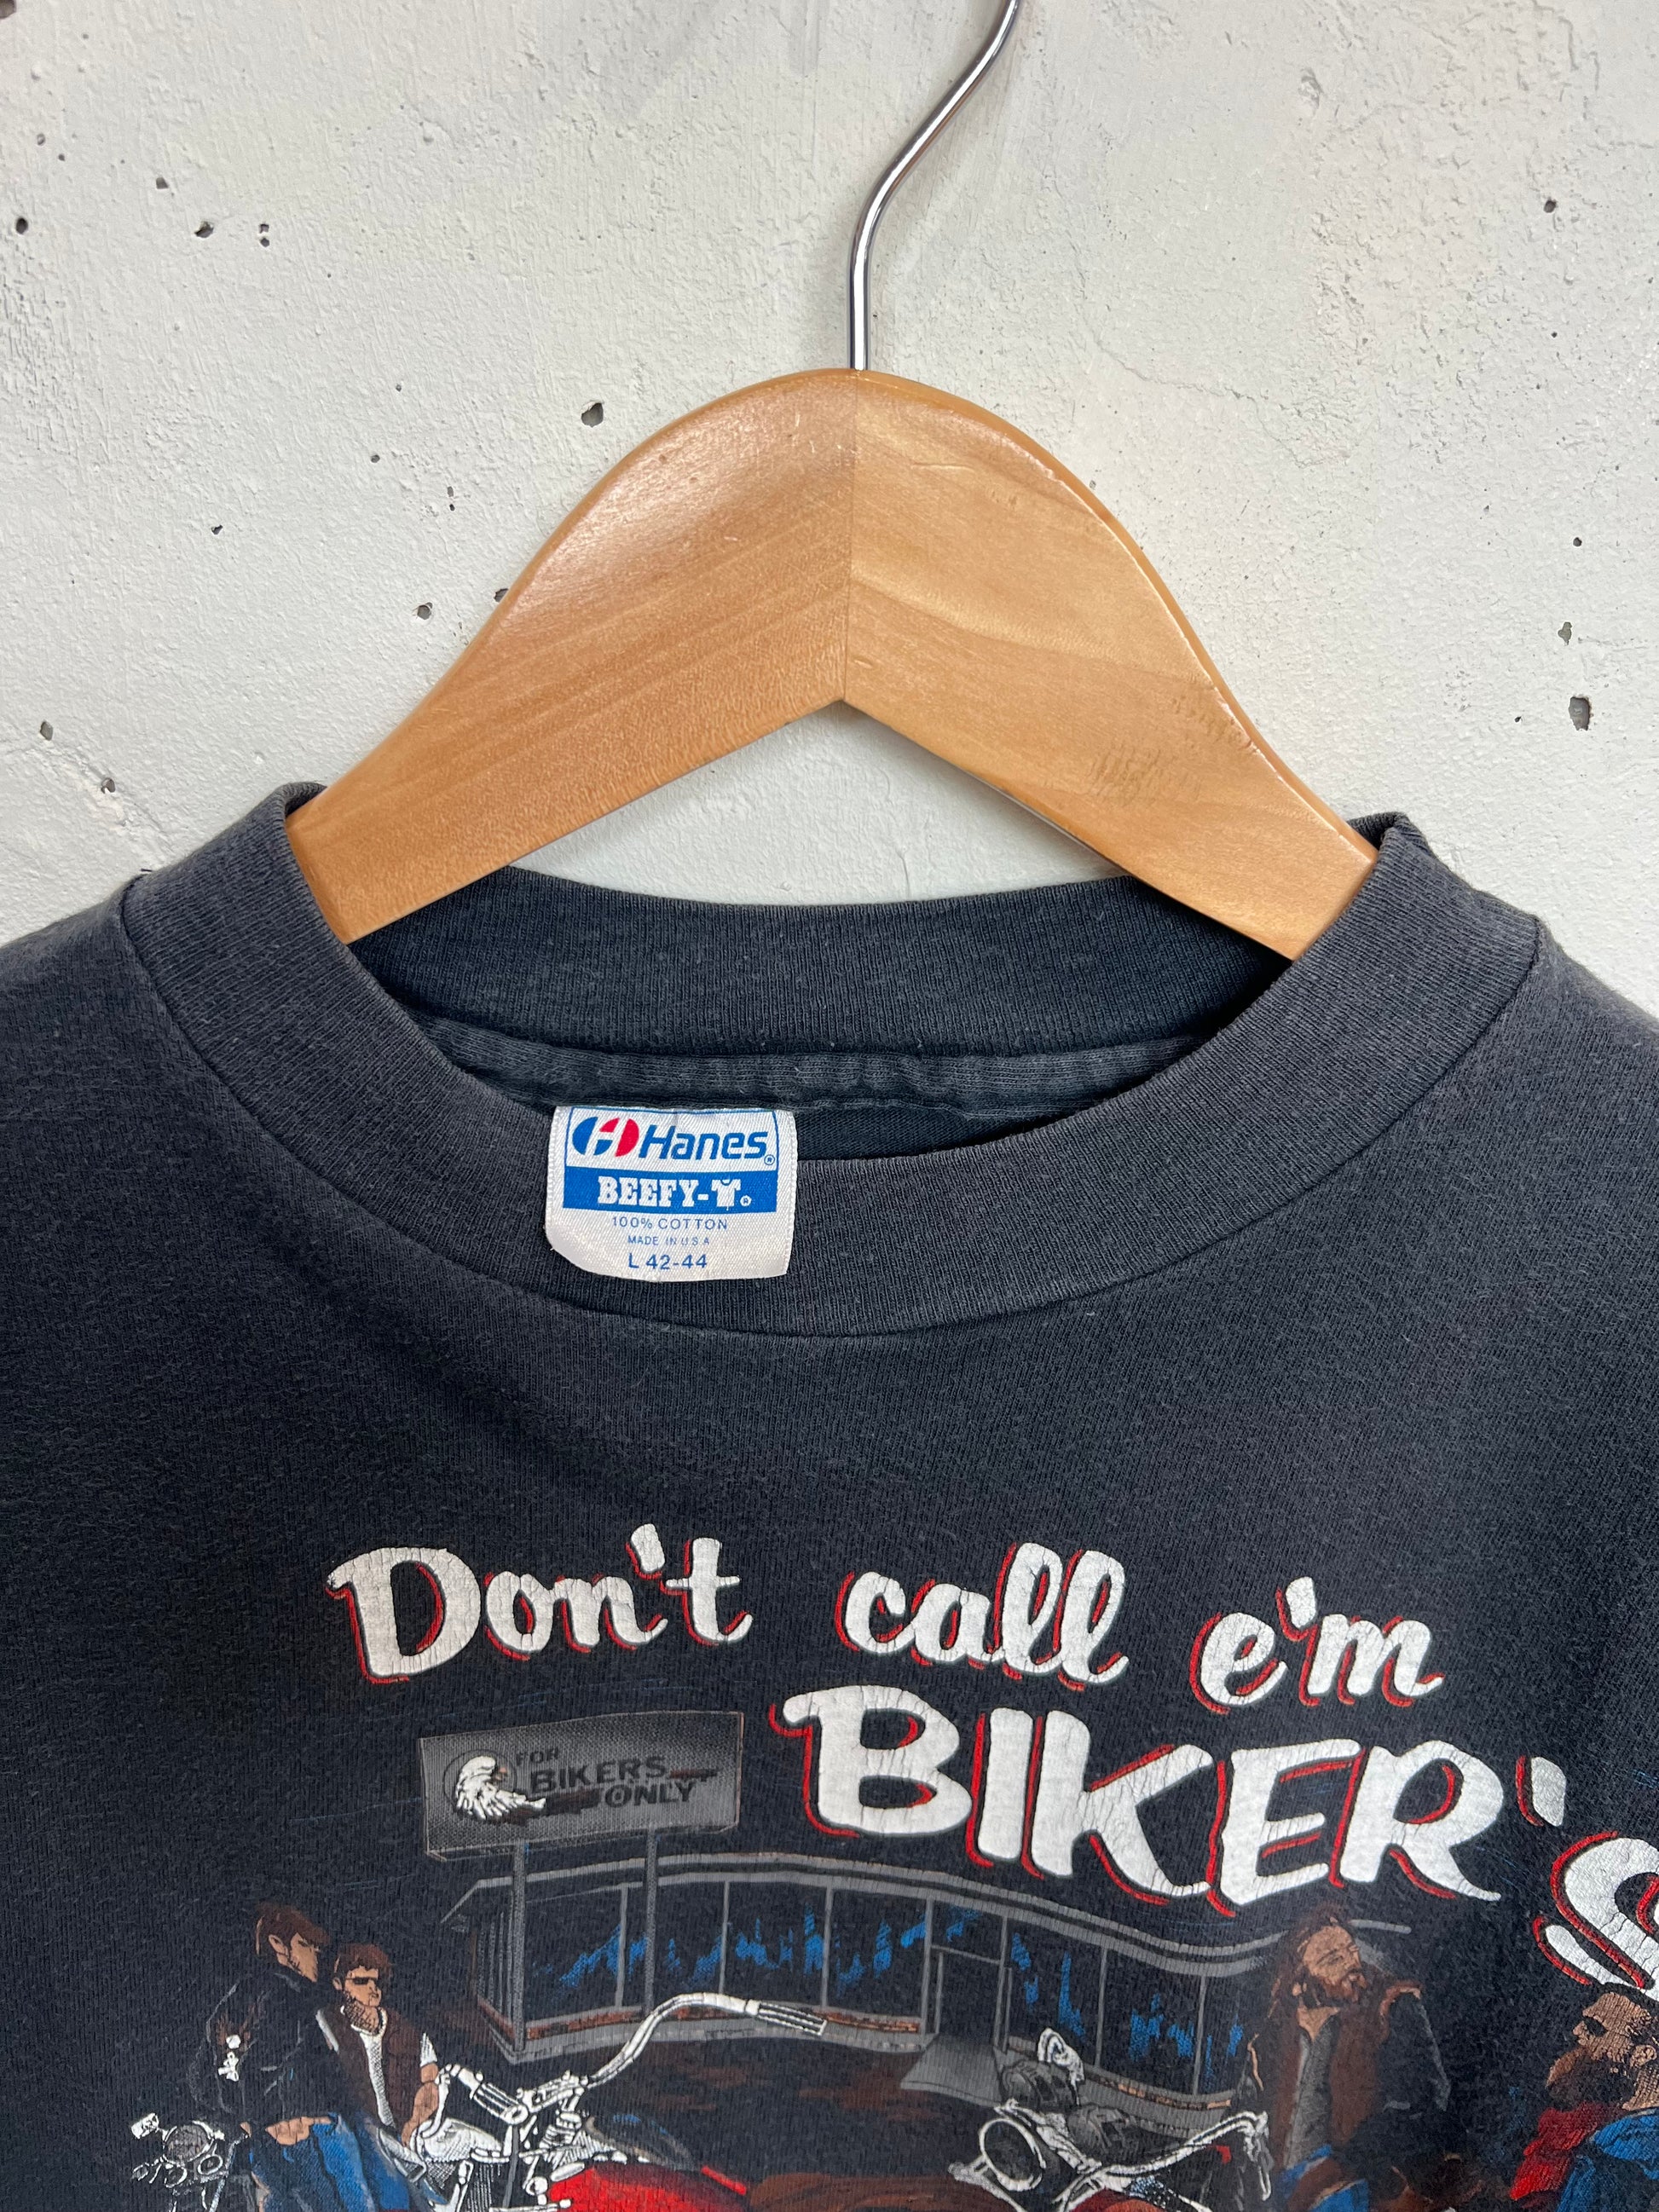 Hanes®
BEEFY-T®
100% COTTON
MADE IN U.S.A
L 42-44
Don't call e'm
BIKER'S
FOR
BIKERS
ONLY